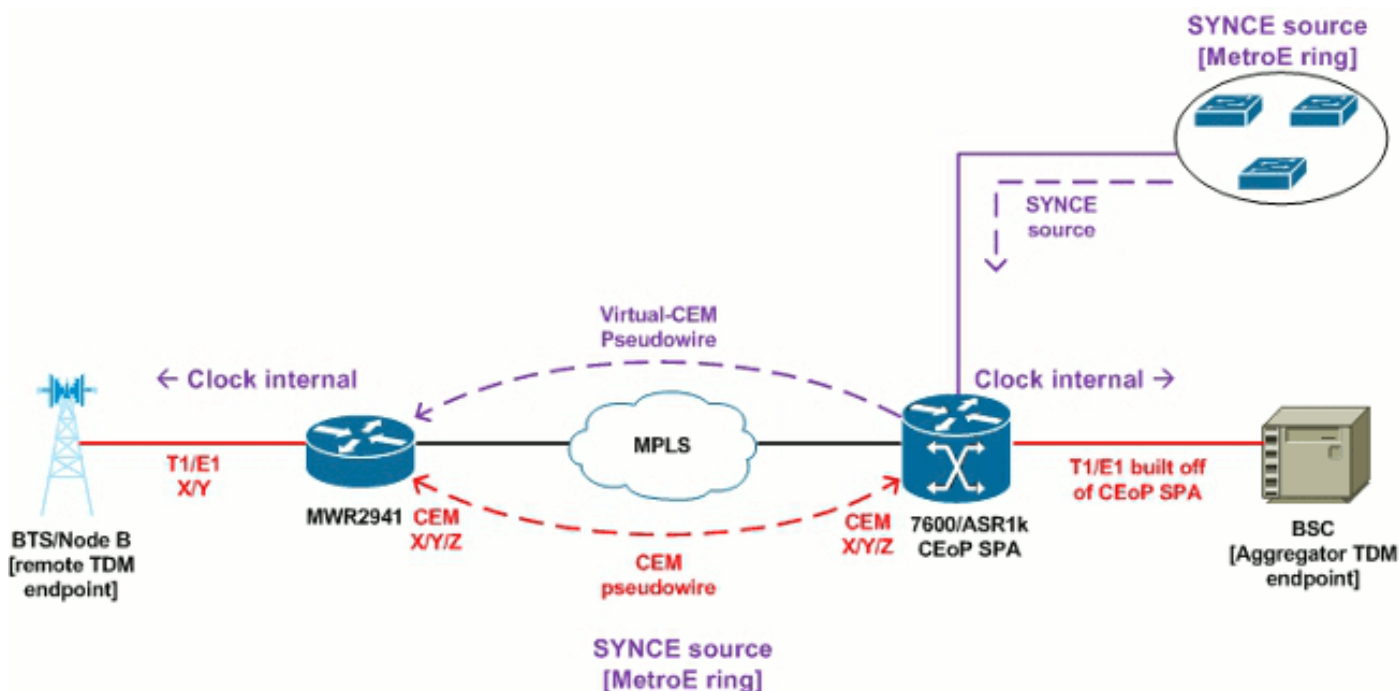 SYNCE source
[MetroE ring]
SYNCE
source
Virtual-CEM
Pseudowire
← Clock internal
Clock internal →
MPLS
T1/E1
X/Y
MWR2941
CEM
X/Y/Z
CEM
X/Y/Z
7600/ASR1k
CEoP SPA
T1/E1 built off
of CEoP SPA
BTS/Node B
[remote TDM
endpoint]
CEM
pseudowire
BSC
[Aggregator TDM
endpoint]
SYNCE source
[MetroE ring]